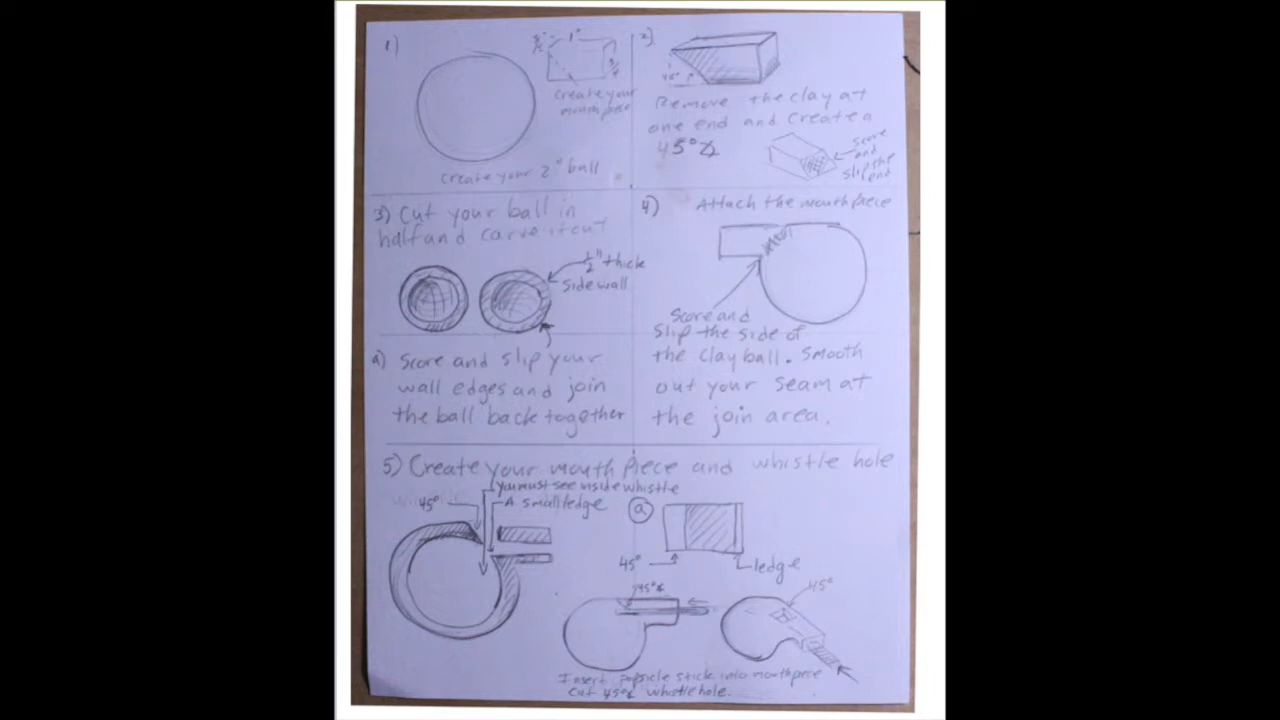 1)
1"
3/4
create your
mouth piece
create your 2" ball
2)
45°
Remove the clay at
one end and create a
45°∠
score
and
slip the
end
3) Cut your ball in
half and carve it out
1/2" thick
side wall
a) Score and slip your
wall edges and join
the ball back together
4) Attach the mouth piece
Score and
slip the side of
the clay ball. Smooth
out your seam at
the join area.
5) Create your mouth piece and whistle hole
You must see inside whistle
45°
A small ledge
a
45°
ledge
45°∠
45°
Insert popsicle stick into mouthpiece
cut 45°∠ whistle hole.